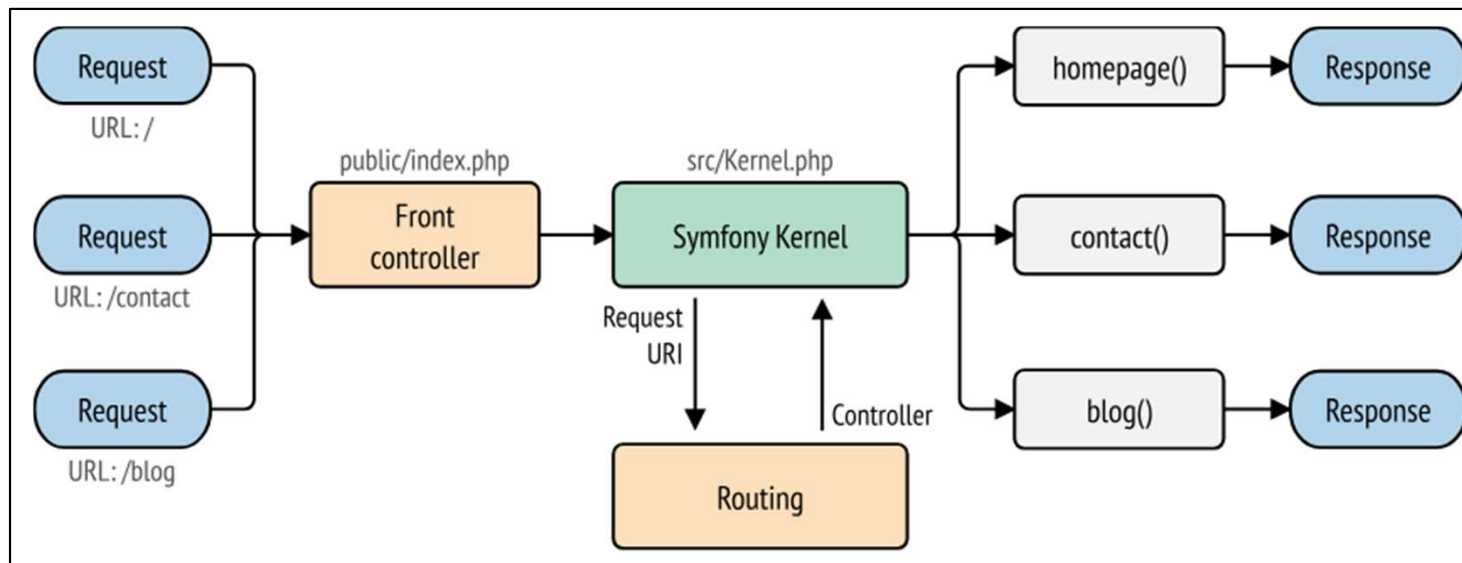 Request
URL: /
Request
URL: /contact
Request
URL: /blog
public/index.php
Front
controller
src/Kernel.php
Symfony Kernel
Request
URI
Controller
Routing
homepage()
Response
contact()
Response
blog()
Response